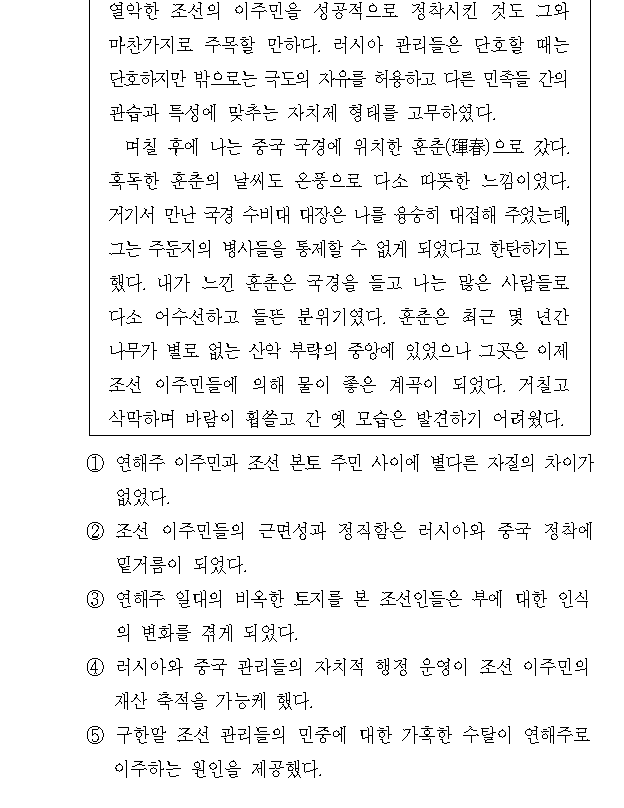 열악한 조선의 이주민을 성공적으로 정착시킨 것도 그와
마찬가지로 주목할 만하다. 러시아 관리들은 단호할 때는
단호하지만 밖으로는 극도의 자유를 허용하고 다른 민족들 간의
관습과 특성에 맞추는 자치제 형태를 고무하였다.
며칠 후에 나는 중국 국경에 위치한 훈춘(琿春)으로 갔다.
혹독한 훈춘의 날씨도 온풍으로 다소 따뜻한 느낌이었다.
거기서 만난 국경 수비대 대장은 나를 융숭히 대접해 주었는데,
그는 주둔지의 병사들을 통제할 수 없게 되었다고 한탄하기도
했다. 내가 느낀 훈춘은 국경을 들고 나는 많은 사람들로
다소 어수선하고 들뜬 분위기였다. 훈춘은 최근 몇 년간
나무가 별로 없는 산악 부락의 중앙에 있었으나 그곳은 이제
조선 이주민들에 의해 물이 좋은 계곡이 되었다. 거칠고
삭막하며 바람이 휩쓸고 간 옛 모습은 발견하기 어려웠다.
① 연해주 이주민과 조선 본토 주민 사이에 별다른 자질의 차이가
없었다.
② 조선 이주민들의 근면성과 정직함은 러시아와 중국 정착에
밑거름이 되었다.
③ 연해주 일대의 비옥한 토지를 본 조선인들은 부에 대한 인식
의 변화를 겪게 되었다.
④ 러시아와 중국 관리들의 자치적 행정 운영이 조선 이주민의
재산 축적을 가능케 했다.
⑤ 구한말 조선 관리들의 민중에 대한 가혹한 수탈이 연해주로
이주하는 원인을 제공했다.